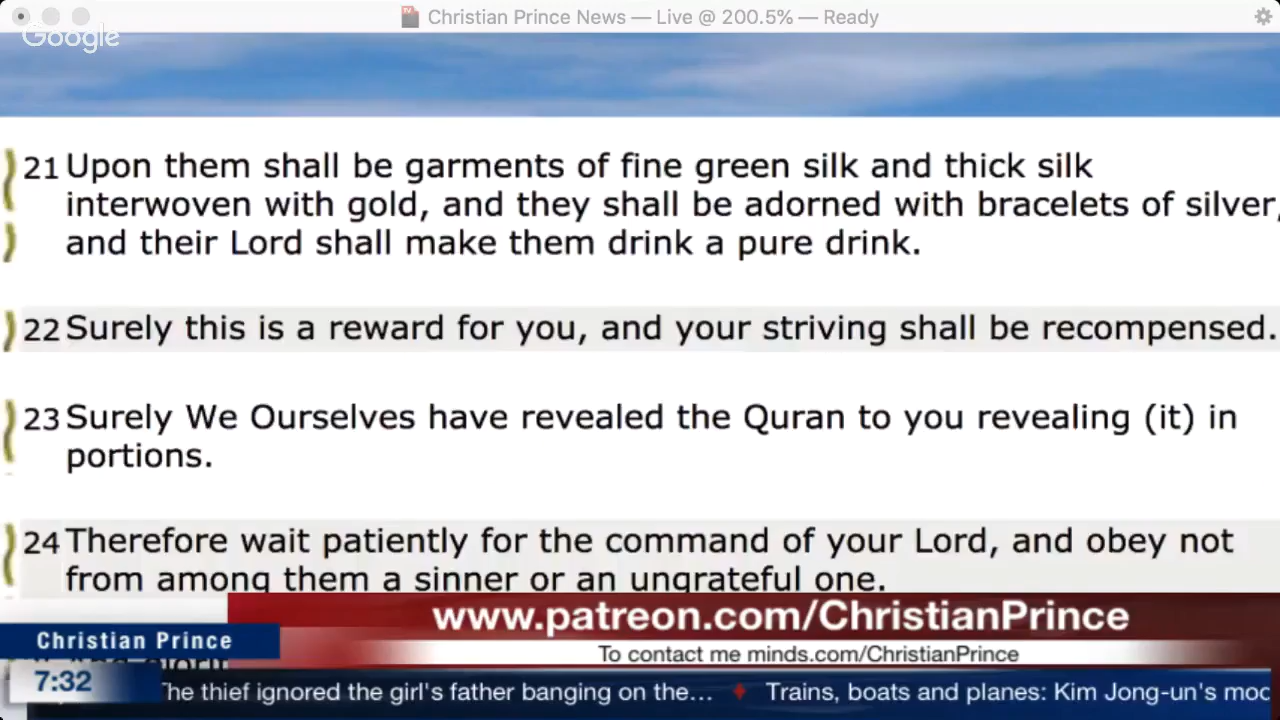 Christian Prince News — Live @ 200.5% — Ready
Google
21 Upon them shall be garments of fine green silk and thick silk
interwoven with gold, and they shall be adorned with bracelets of silver,
and their Lord shall make them drink a pure drink.
22 Surely this is a reward for you, and your striving shall be recompensed.
23 Surely We Ourselves have revealed the Quran to you revealing (it) in
portions.
24 Therefore wait patiently for the command of your Lord, and obey not
from among them a sinner or an ungrateful one.
www.patreon.com/ChristianPrince
Christian Prince
To contact me minds.com/ChristianPrince
7:32
The thief ignored the girl's father banging on the... ♦ Trains, boats and planes: Kim Jong-un's